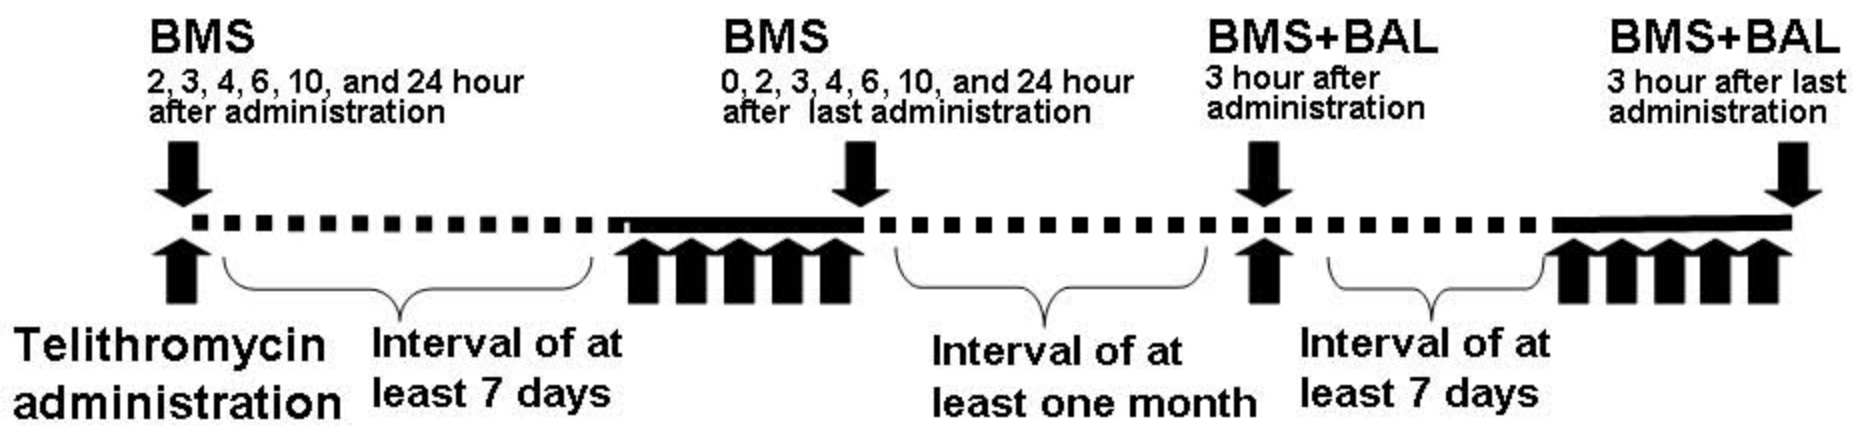 BMS
2, 3, 4, 6, 10, and 24 hour
after administration
BMS
0, 2, 3, 4, 6, 10, and 24 hour
after last administration
BMS+BAL
3 hour after
administration
BMS+BAL
3 hour after last
administration
Telithromycin
administration
Interval of at
least 7 days
Interval of at
least one month
Interval of at
least 7 days